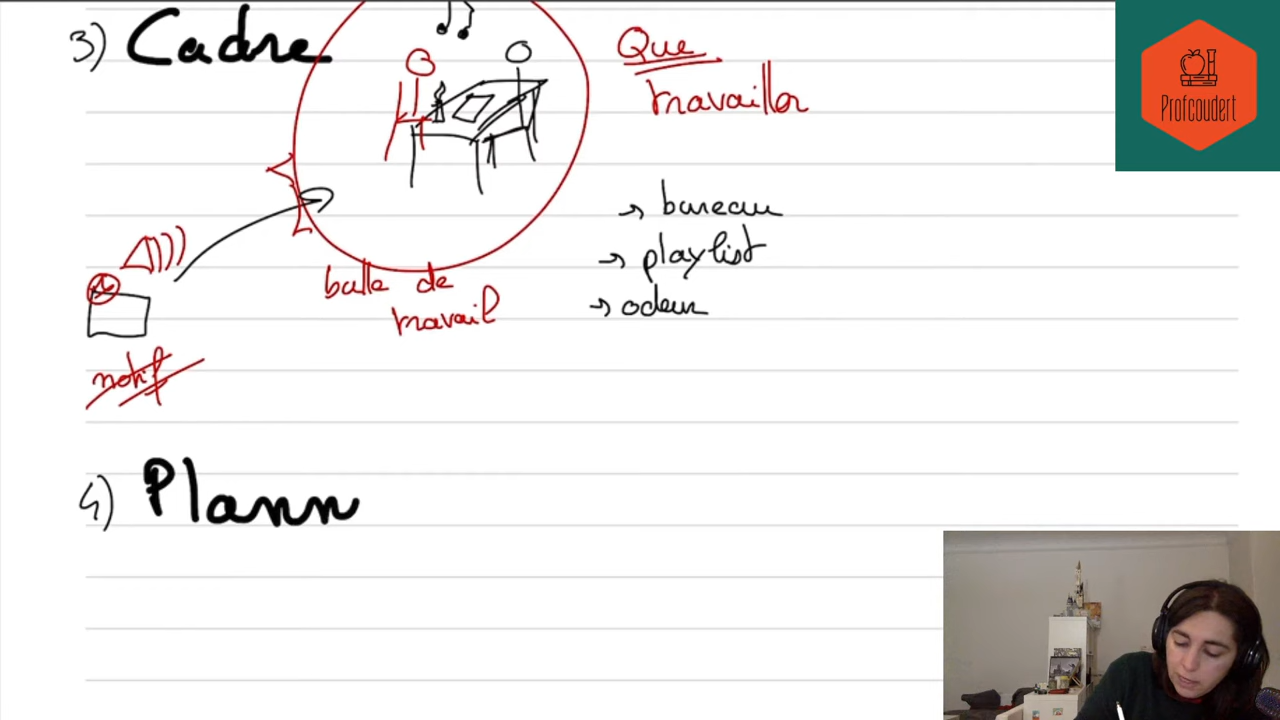 3) Cadre
Que
travailler
→ bureau
→ playlist
→ odeur
bulle de
travail
notif
4) Plann
Profcoudert